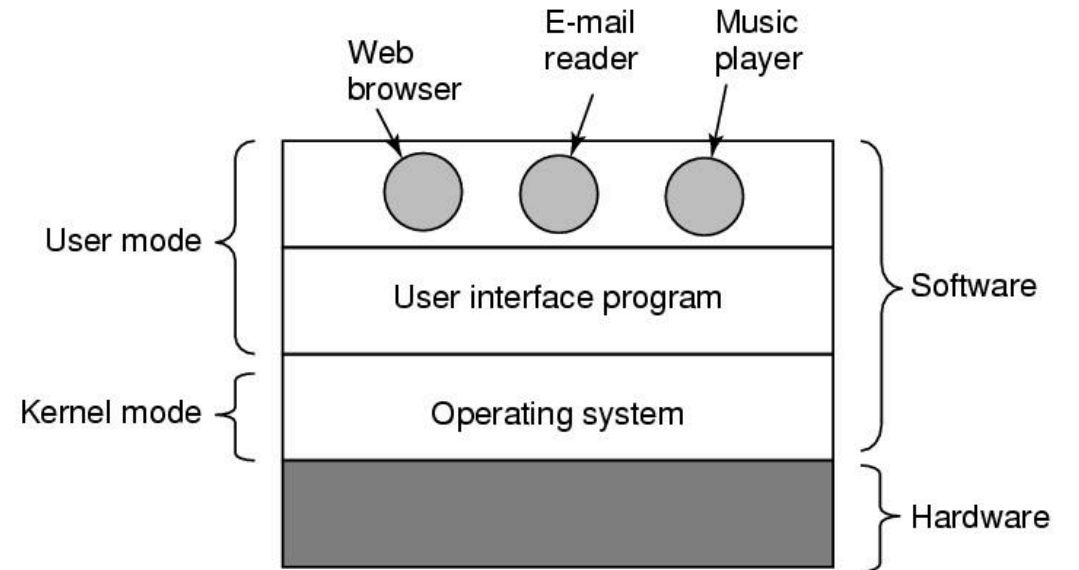 Web
browser
E-mail
reader
Music
player
User mode
User interface program
Software
Kernel mode
Operating system
Hardware